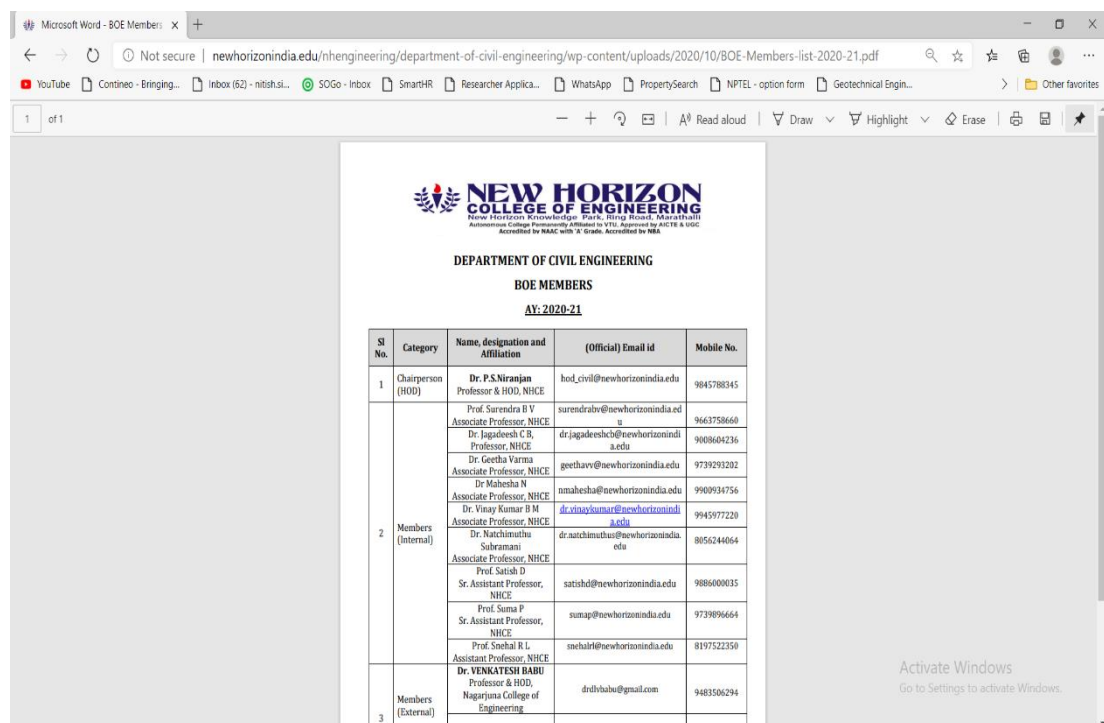 Microsoft Word - BOE Members
Not secure | newhorizonindia.edu/nhengineering/department-of-civil-engineering/wp-content/uploads/2020/10/BOE-Members-list-2020-21.pdf
YouTube Contineo - Bringing... Inbox (62) - nitish.si... SOGo - Inbox SmartHR Researcher Applica... WhatsApp PropertySearch NPTEL - option form Geotechnical Engin... Other favorites
1 of 1 Read aloud Draw Highlight Erase
NEW HORIZON
COLLEGE OF ENGINEERING
New Horizon Knowledge Park, Ring Road, Marathalli
Autonomous College Permanently Affiliated to VTU, Approved by AICTE & UGC
Accredited by NAAC with 'A' Grade, Accredited by NBA
DEPARTMENT OF CIVIL ENGINEERING
BOE MEMBERS
AY: 2020-21
Sl No. Category Name, designation and Affiliation (Official) Email id Mobile No.
1 Chairperson (HOD) Dr. P.S.Niranjan Professor & HOD, NHCE hod_civil@newhorizonindia.edu 9845788345
2 Members (Internal)
Prof. Surendra B V Associate Professor, NHCE surendrabv@newhorizonindia.edu 9663758660
Dr. Jagadeesh C B, Professor, NHCE dr.jagadeeshcb@newhorizonindia.edu 9008604236
Dr. Geetha Varma Associate Professor, NHCE geethavv@newhorizonindia.edu 9739293202
Dr Mahesha N Associate Professor, NHCE nmahesha@newhorizonindia.edu 9900934756
Dr. Vinay Kumar B M Associate Professor, NHCE dr.vinaykumar@newhorizonindia.edu 9945977220
Dr. Natchimuthu Subramani Associate Professor, NHCE dr.natchimuthus@newhorizonindia.edu 8056244064
Prof. Satish D Sr. Assistant Professor, NHCE satishd@newhorizonindia.edu 9886000035
Prof. Suma P Sr. Assistant Professor, NHCE sumap@newhorizonindia.edu 9739896664
Prof. Snehal R L Assistant Professor, NHCE snehalrl@newhorizonindia.edu 8197522350
3 Members (External)
Dr. VENKATESH BABU Professor & HOD, Nagarjuna College of Engineering drdlvbabu@gmail.com 9483506294
Activate Windows
Go to Settings to activate Windows.